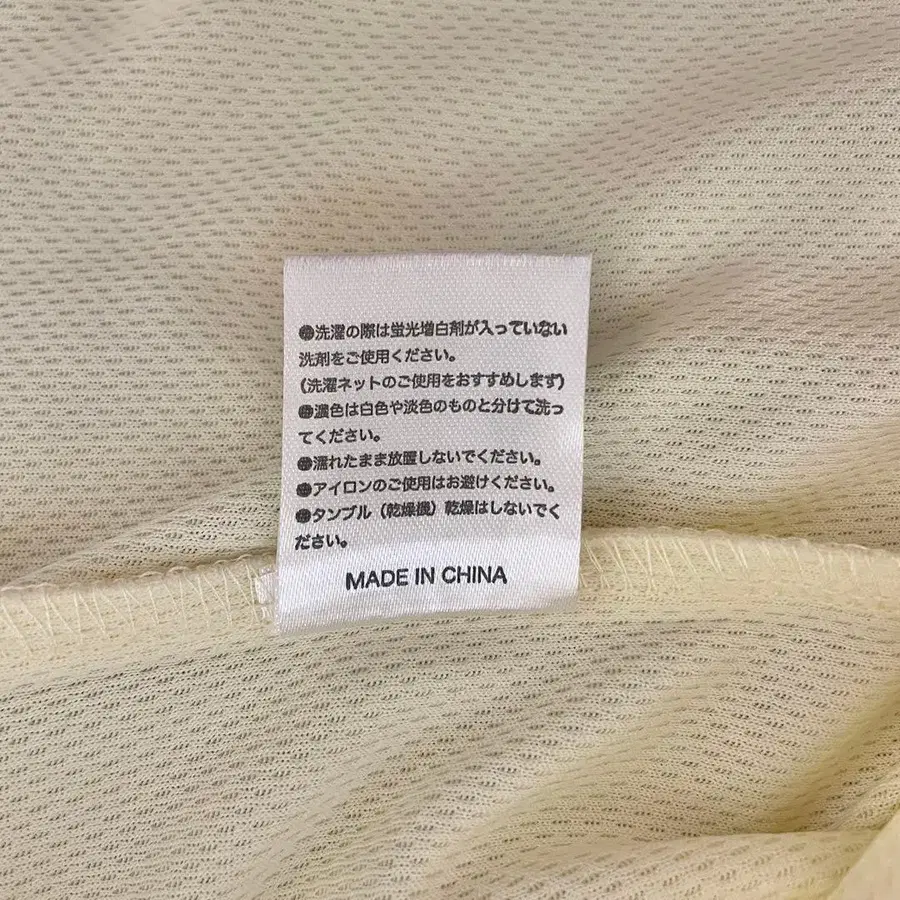 ●洗濯の際は蛍光増白剤が入っていない
洗剤をご使用ください。
（洗濯ネットのご使用をおすすめします）
●濃色は白色や淡色のものと分けて洗っ
てください。
●濡れたまま放置しないでください。
●アイロンのご使用はお避けください。
●タンブル（乾燥機）乾燥はしないでく
ださい。
MADE IN CHINA